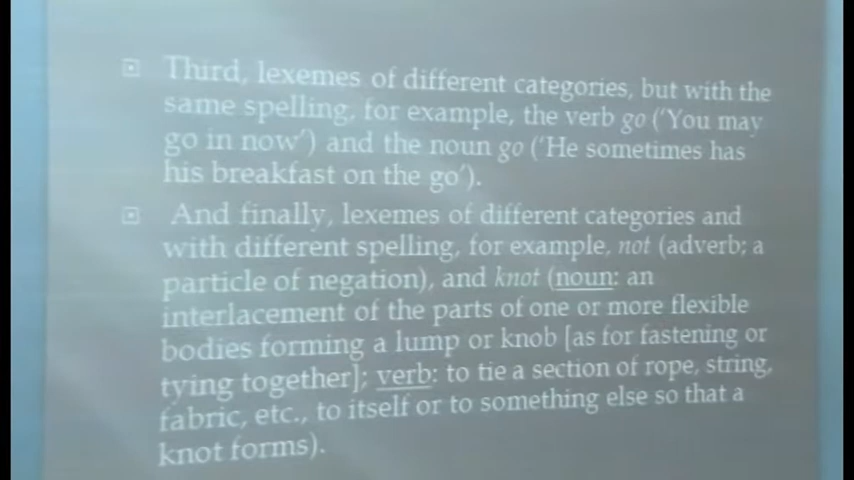 Third, lexemes of different categories, but with the
same spelling, for example, the verb go ('You may
go in now') and the noun go ('He sometimes has
his breakfast on the go').
And finally, lexemes of different categories and
with different spelling, for example, not (adverb; a
particle of negation), and knot (noun: an
interlacement of the parts of one or more flexible
bodies forming a lump or knob [as for fastening or
tying together]; verb: to tie a section of rope, string,
fabric, etc., to itself or to something else so that a
knot forms).